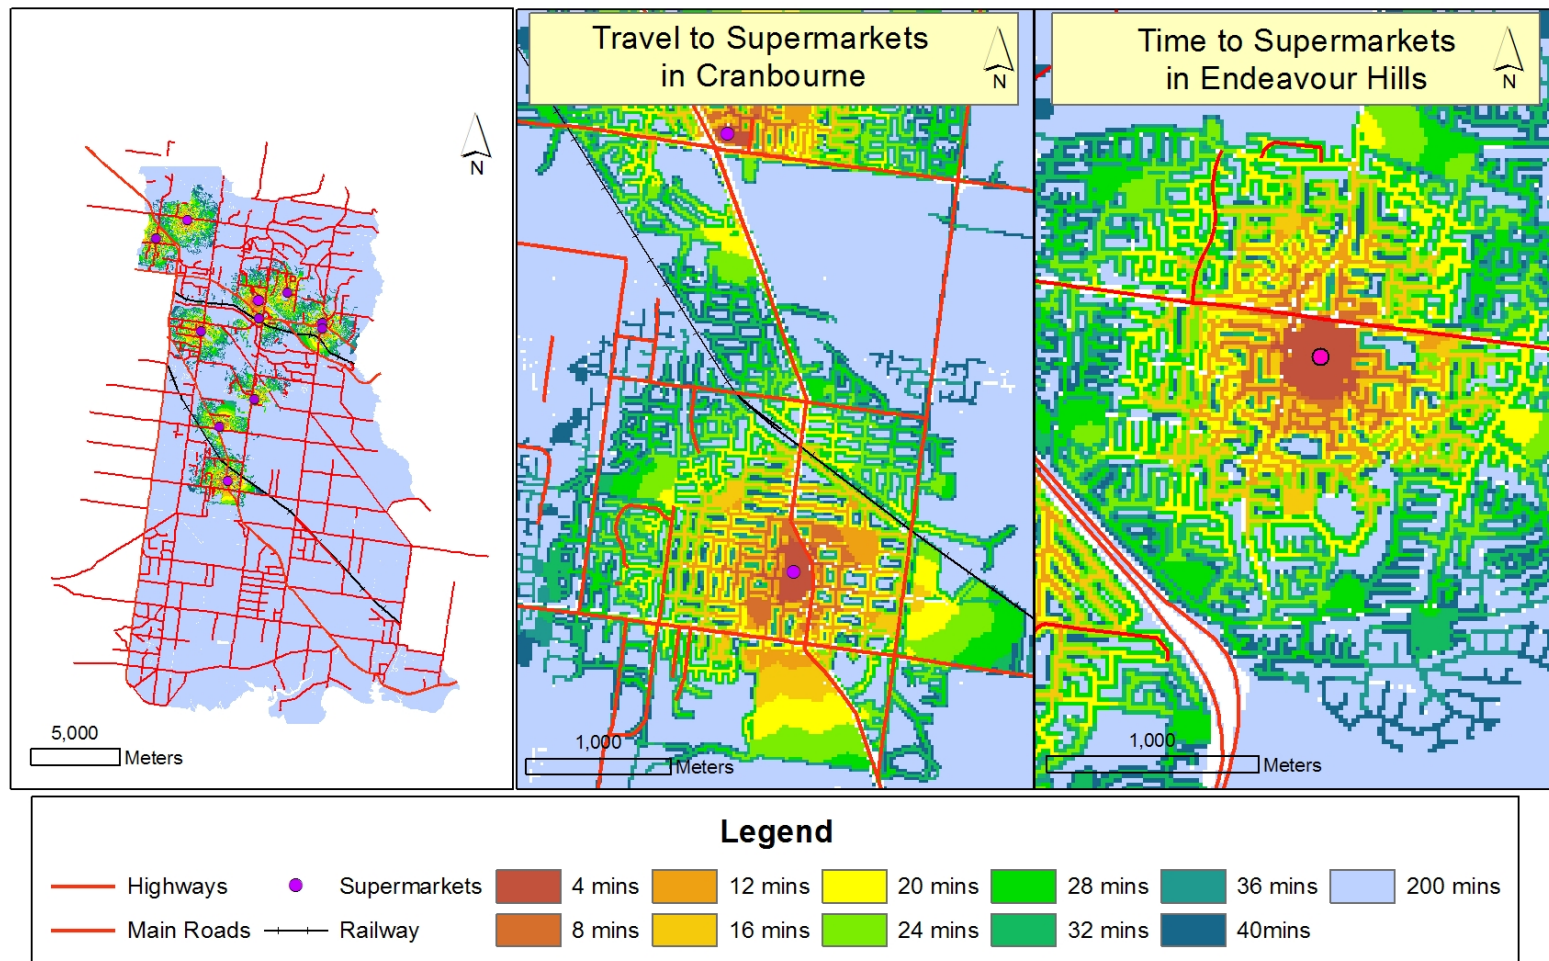 N
5,000
Meters
Travel to Supermarkets
in Cranbourne
N
1,000
Meters
Time to Supermarkets
in Endeavour Hills
N
1,000
Meters
Legend
Highways Supermarkets 4 mins 12 mins 20 mins 28 mins 36 mins 200 mins
Main Roads Railway 8 mins 16 mins 24 mins 32 mins 40mins